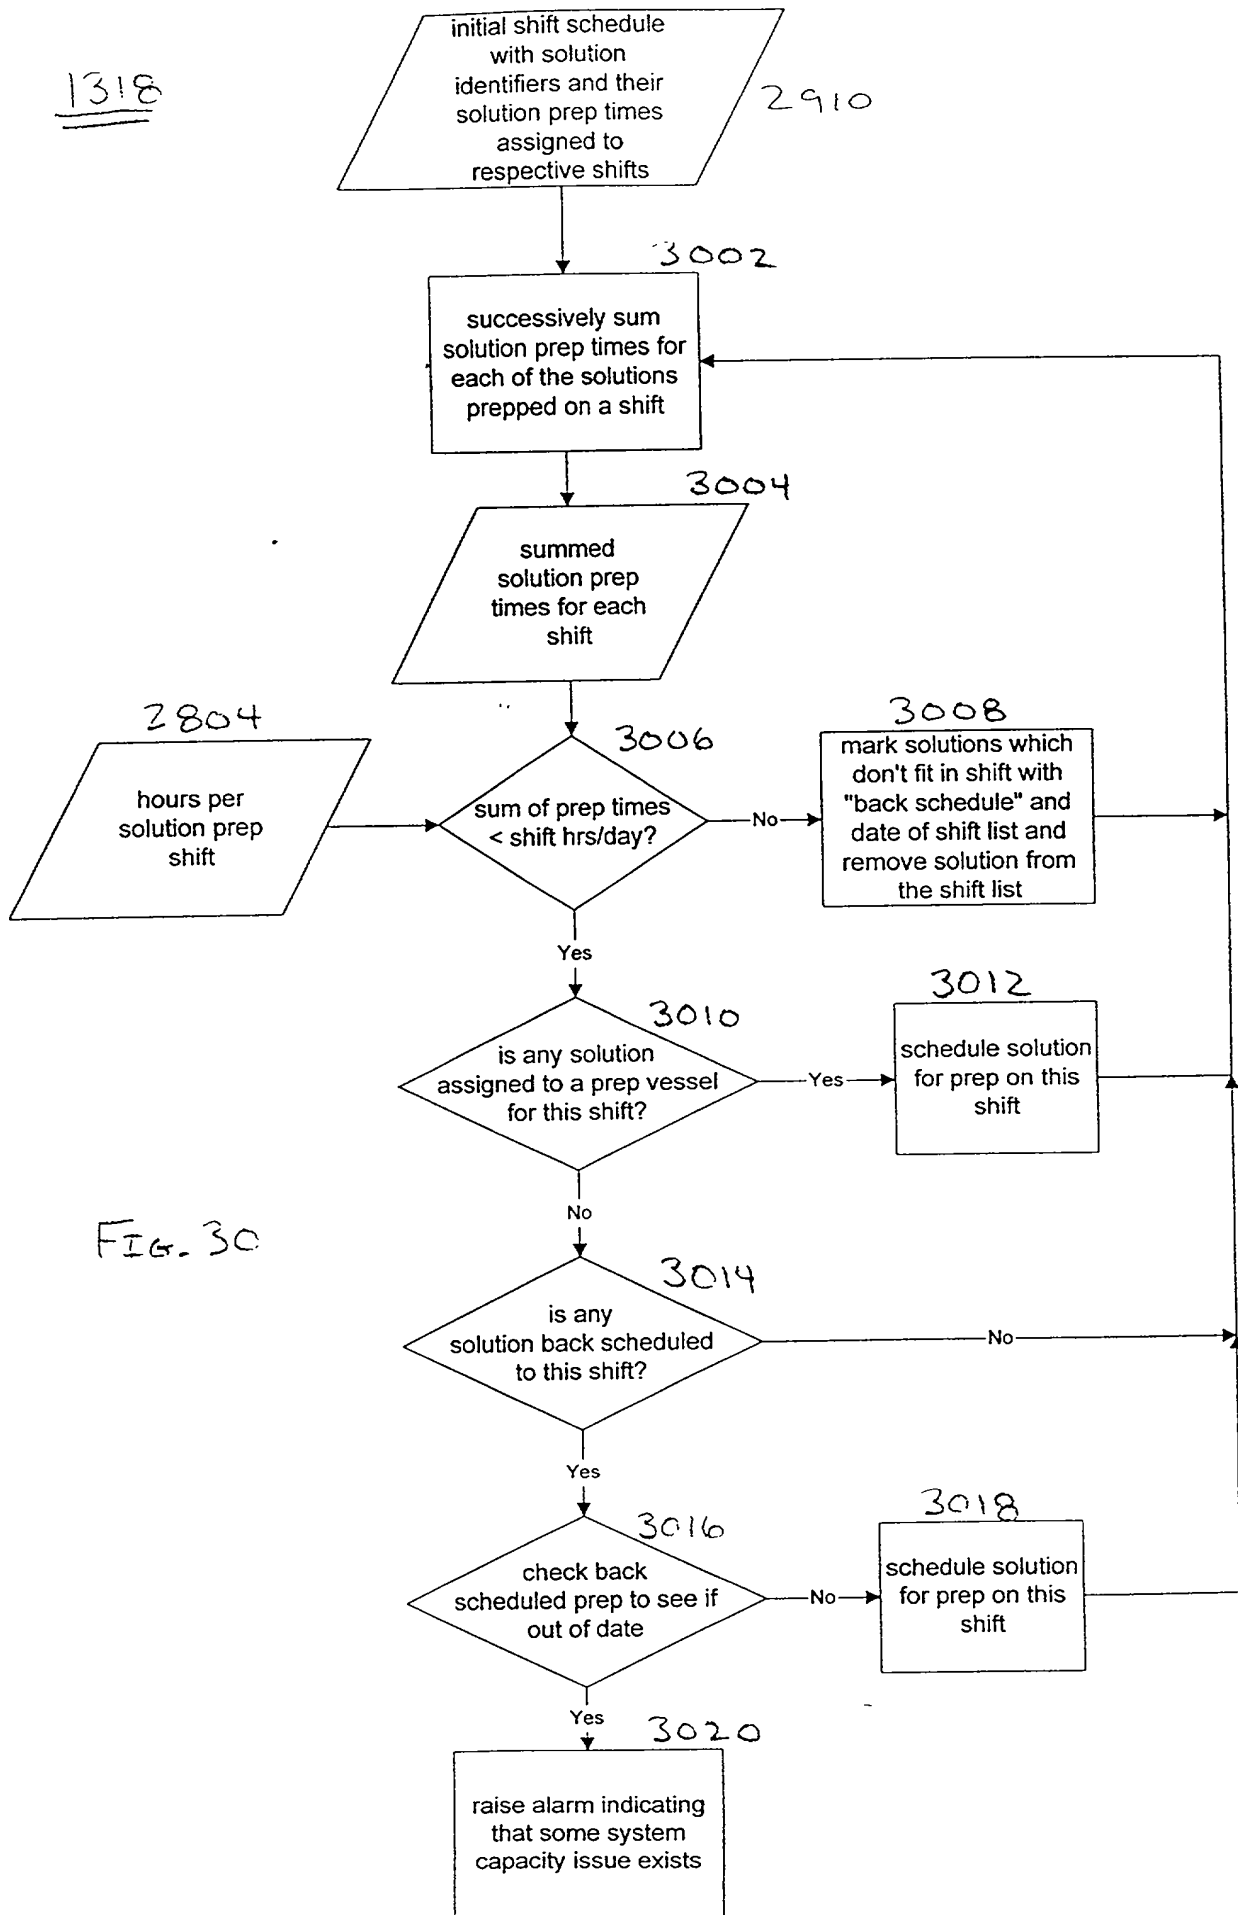 1318
initial shift schedule
with solution
identifiers and their
solution prep times
assigned to
respective shifts
2910
3002
successively sum
solution prep times for
each of the solutions
prepped on a shift
3004
summed
solution prep
times for each
shift
2804
hours per
solution prep
shift
3006
sum of prep times
< shift hrs/day?
No
3008
mark solutions which
don't fit in shift with
"back schedule" and
date of shift list and
remove solution from
the shift list
Yes
3010
is any solution
assigned to a prep vessel
for this shift?
Yes
3012
schedule solution
for prep on this
shift
No
FIG. 30
3014
is any
solution back scheduled
to this shift?
No
Yes
3016
check back
scheduled prep to see if
out of date
No
3018
schedule solution
for prep on this
shift
Yes
3020
raise alarm indicating
that some system
capacity issue exists